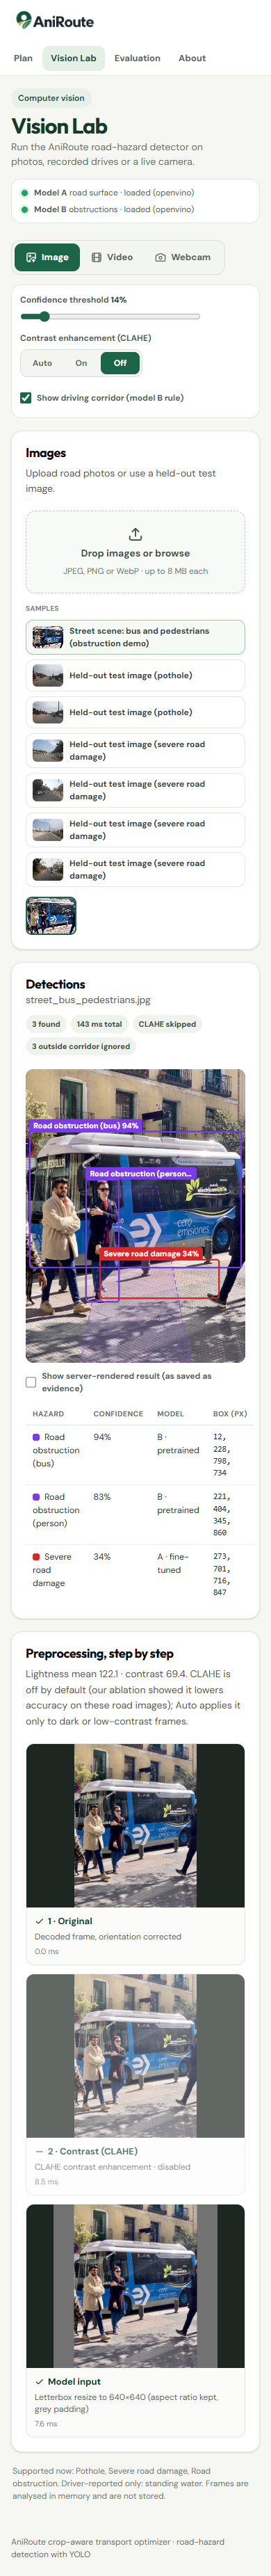 AniRoute
Plan
Vision Lab
Evaluation
About
Computer vision
Vision Lab
Run the AniRoute road-hazard detector on
photos, recorded drives or a live camera.
Model A road surface · loaded (openvino)
Model B obstructions · loaded (openvino)
Image
Video
Webcam
Confidence threshold 14%
Contrast enhancement (CLAHE)
Auto
On
Off
Show driving corridor (model B rule)
Images
Upload road photos or use a held-out test
image.
Drop images or browse
JPEG, PNG or WebP · up to 8 MB each
SAMPLES
Street scene: bus and pedestrians
(obstruction demo)
Held-out test image (pothole)
Held-out test image (pothole)
Held-out test image (severe road
damage)
Held-out test image (severe road
damage)
Held-out test image (severe road
damage)
Held-out test image (severe road
damage)
Detections
street_bus_pedestrians.jpg
3 found
143 ms total
CLAHE skipped
3 outside corridor ignored
Road obstruction (bus) 94%
Road obstruction (person...
cero
emisiones
Severe road damage 34%
Show server-rendered result (as saved as
evidence)
HAZARD
CONFIDENCE
MODEL
BOX (PX)
Road
obstruction
(bus)
94%
B ·
pretrained
12,
228,
798,
734
Road
obstruction
(person)
83%
B ·
pretrained
221,
404,
345,
860
Severe
road
damage
34%
A · fine-
tuned
273,
701,
716,
847
Preprocessing, step by step
Lightness mean 122.1 · contrast 69.4. CLAHE is
off by default (our ablation showed it lowers
accuracy on these road images); Auto applies it
only to dark or low-contrast frames.
1 · Original
Decoded frame, orientation corrected
0.0 ms
2 · Contrast (CLAHE)
CLAHE contrast enhancement · disabled
8.5 ms
Model input
Letterbox resize to 640×640 (aspect ratio kept,
grey padding)
7.6 ms
Supported now: Pothole, Severe road damage, Road
obstruction. Driver-reported only: standing water. Frames are
analysed in memory and are not stored.
AniRoute crop-aware transport optimizer · road-hazard
detection with YOLO